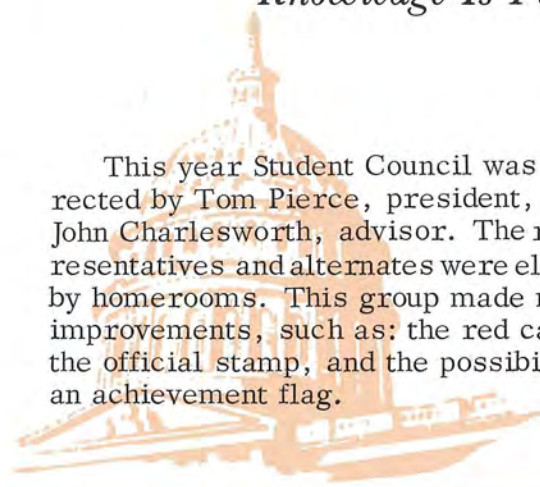 This year Student Council was
rected by Tom Pierce, president,
John Charlesworth, advisor. The r
resentatives and alternates were el
by homerooms. This group made
improvements, such as: the red ca
the official stamp, and the possibi
an achievement flag.